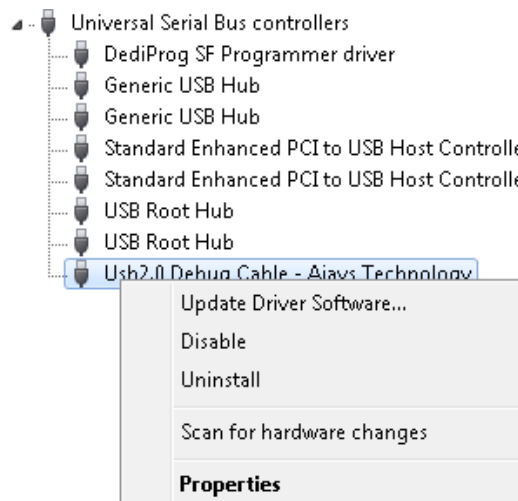 Universal Serial Bus controllers
DediProg SF Programmer driver
Generic USB Hub
Generic USB Hub
Standard Enhanced PCI to USB Host Controlle
Standard Enhanced PCI to USB Host Controlle
USB Root Hub
USB Root Hub
Usb2.0 Debug Cable - Ajays Technology
Update Driver Software...
Disable
Uninstall
Scan for hardware changes
Properties